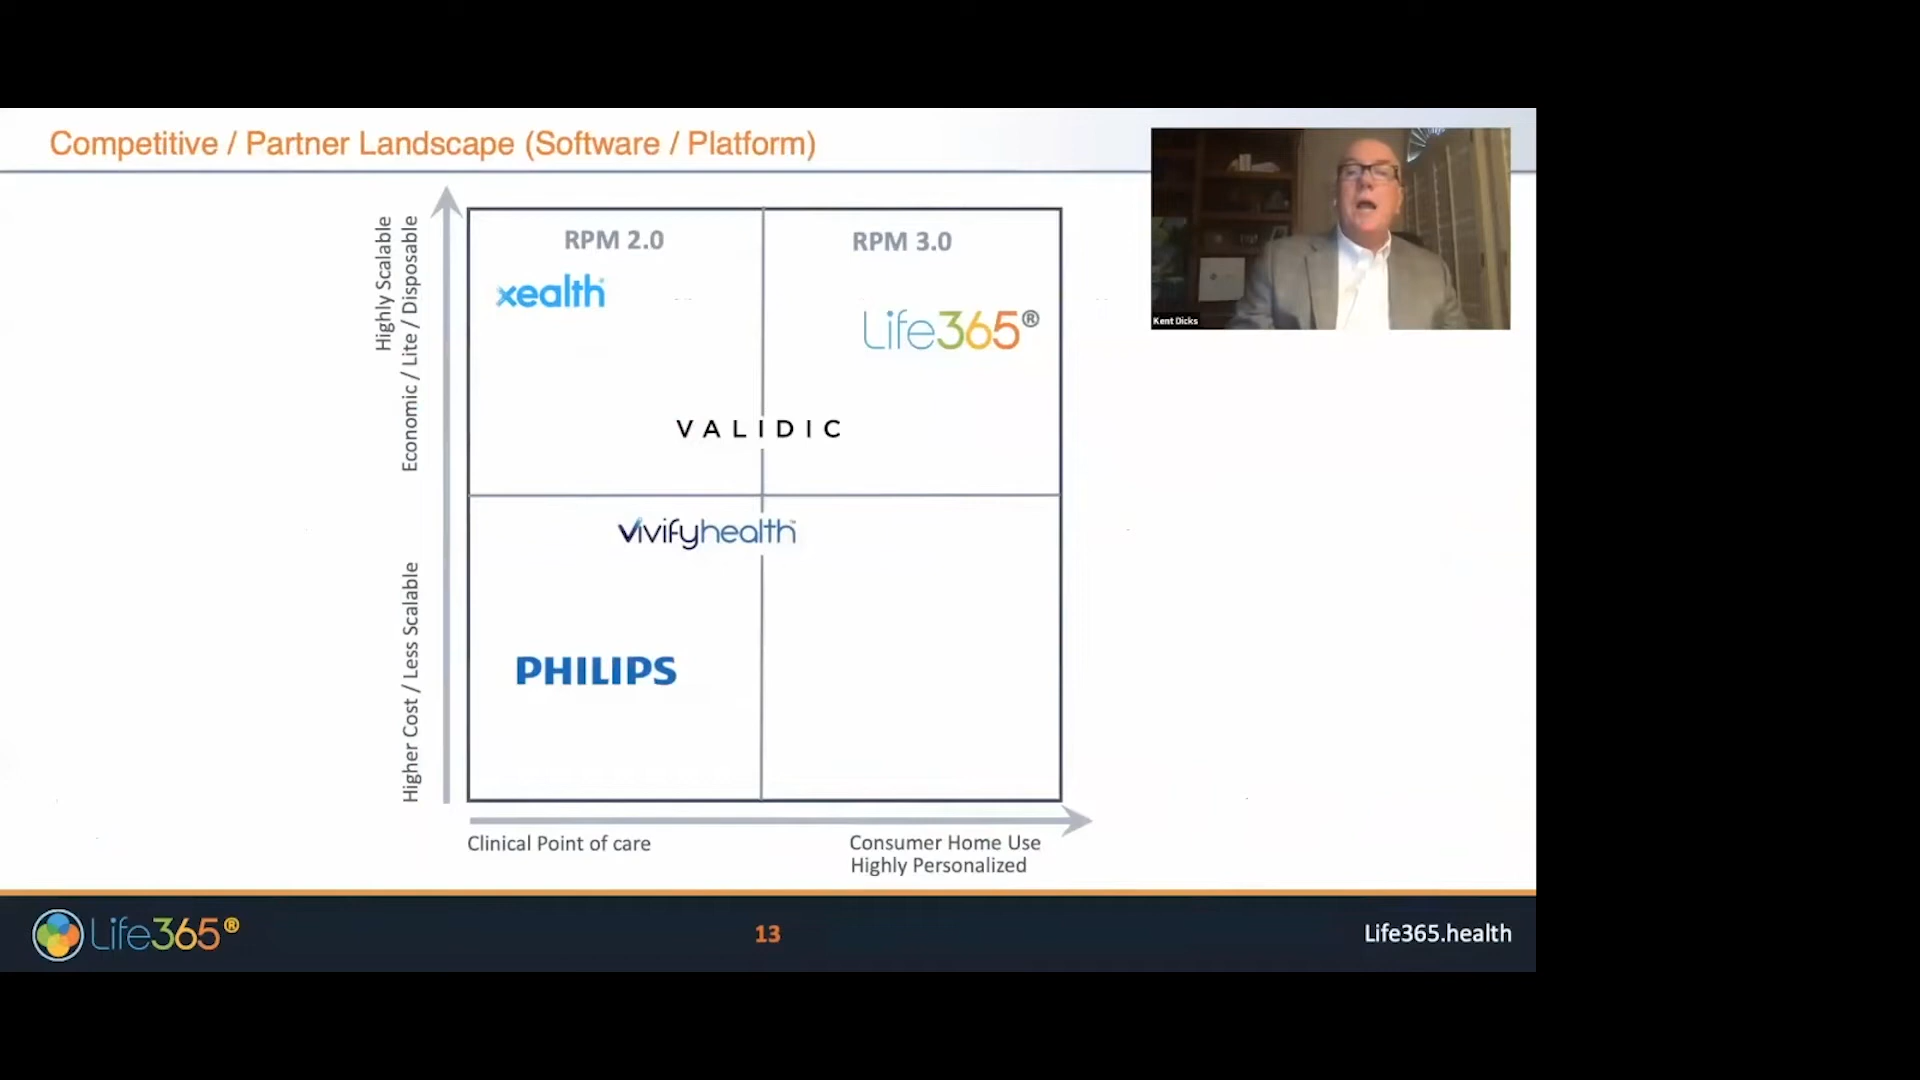 Competitive / Partner Landscape (Software / Platform)
Kent Dicks
Highly Scalable
Economic / Lite / Disposable
Higher Cost / Less Scalable
RPM 2.0
RPM 3.0
xealth
Life365®
VALIDIC
vivifyhealth™
PHILIPS
Clinical Point of care
Consumer Home Use
Highly Personalized
Life365®
13
Life365.health